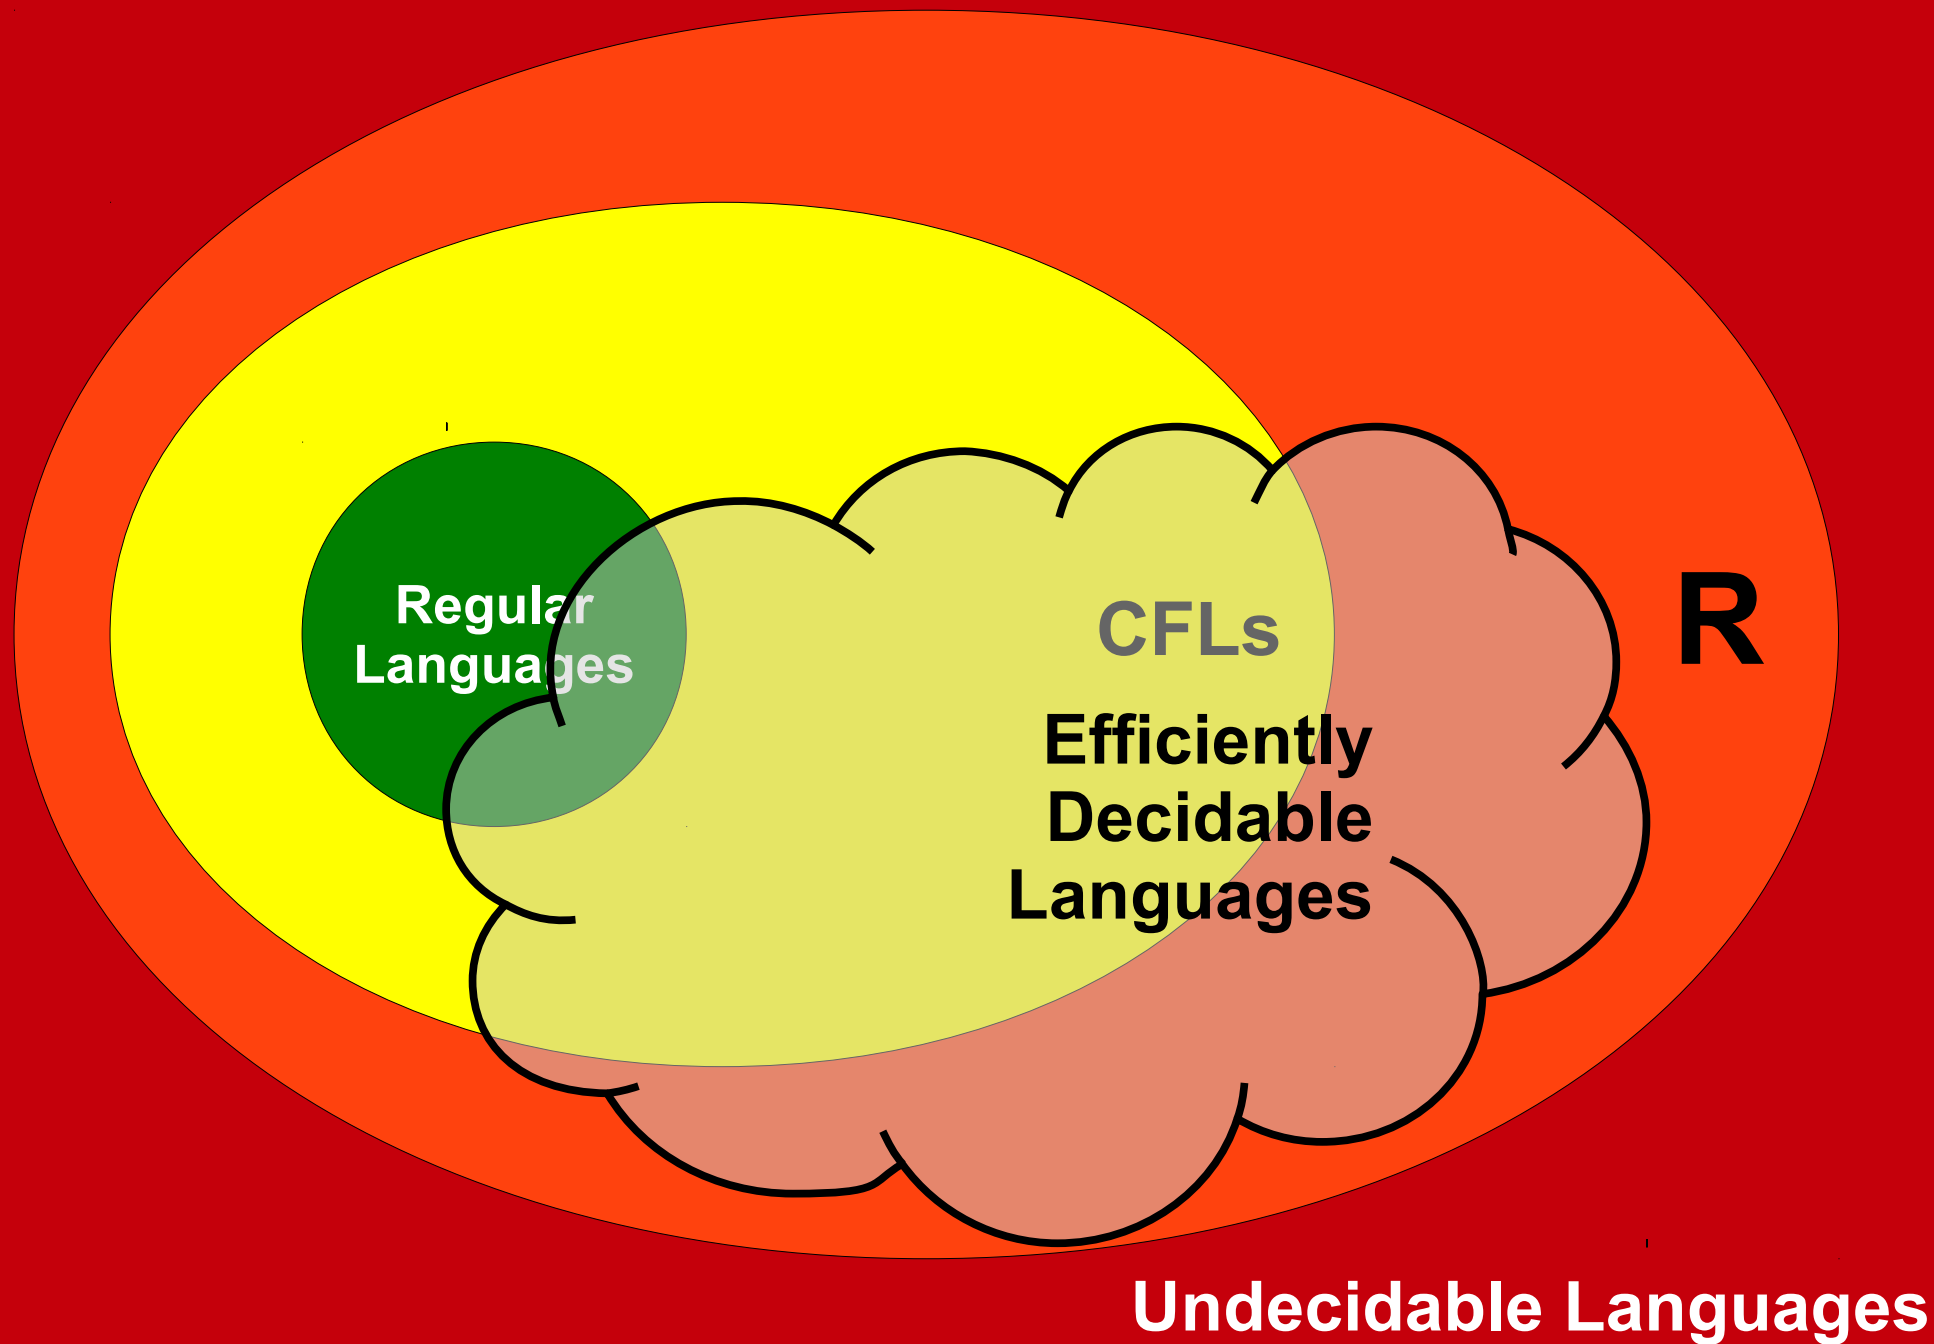 Regular
Languages
CFLs
R
Efficiently
Decidable
Languages
Undecidable Languages